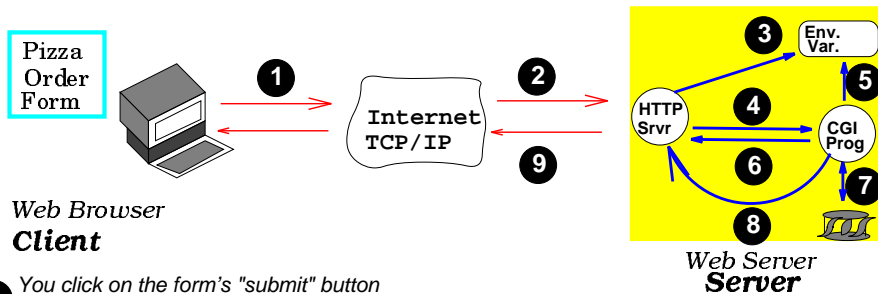 Pizza
Order
Form
1
2
3
Env.
Var.
5
HTTP
Srvr
4
CGI
Prog
Internet
TCP/IP
9
6
7
8
Web Browser
Client
Web Server
Server
You click on the form's "submit" button